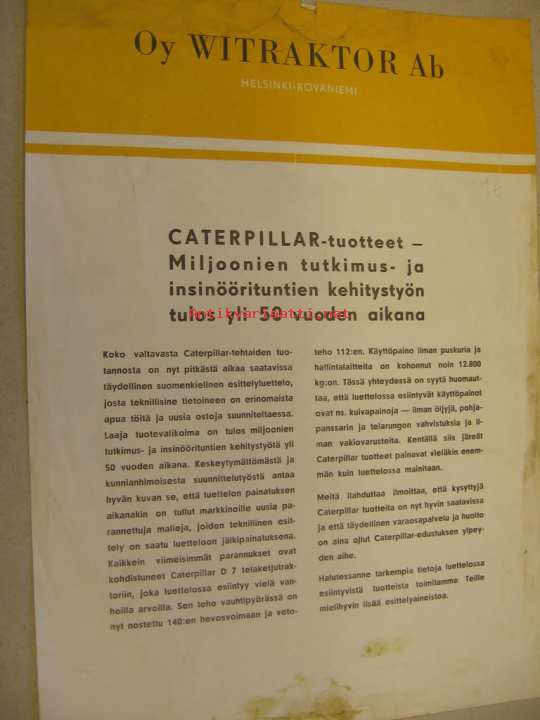 Oy WITRAKTOR Ab
HELSINKI-ROVANIEMI
CATERPILLAR-tuotteet –
Miljoonien tutkimus- ja
insinöörituntien kehitystyön
tulos yli 50 vuoden aikana
Antikvariaatti.net
Koko valtavasta Caterpillar-tehtaiden tuo-
tannosta on nyt pitkästä aikaa saatavissa
täydellinen suomenkielinen esittelyluettelo,
josta teknillisine tietoineen on erinomaista
apua töitä ja uusia ostoja suunniteltaessa.
Laaja tuotevalikoima on tulos miljoonien
tutkimus- ja insinöörituntien kehitystyötä yli
50 vuoden aikana. Keskeytymättömästä ja
kunnianhimoisesta suunnittelutyöstä antaa
hyvän kuvan se, että luettelon painatuksen
aikanakin on tullut markkinoille uusia pa-
rannettuja malleja, joiden teknillinen esit-
tely on saatu luetteloon jälkipainatuksena.
Kaikkein viimeisimmät parannukset ovat
kohdistuneet Caterpillar D 7 telaketjutrak-
toriin, joka luettelossa esiintyy vielä van-
hoilla arvoilla. Sen teho vauhtipyörässä on
nyt nostettu 140:en hevosvoimaan ja veto-
teho 112:en. Käyttöpaino ilman puskuria ja
hallintalaitteita on kohonnut noin 12.800
kg:on. Tässä yhteydessä on syytä huomaut-
taa, että luettelossa esiintyvät käyttöpainot
ovat ns. kuivapainoja — ilman öljyjä, pohja-
panssarin ja telarungon vahvistuksia ja il-
man vakiovarusteita. Kentällä siis järeät
Caterpillar tuotteet painavat vieläkin enem-
män kuin luettelossa mainitaan.
Meitä ilahduttaa ilmoittaa, että kysyttyjä
Caterpillar tuotteita on nyt hyvin saatavissa
ja että täydellinen varaosapalvelu ja huolto
on aina ollut Caterpillar-edustuksen ylpey-
den aihe.
Halutessanne tarkempia tietoja luettelossa
esiintyvistä tuotteista toimitamme Teille
mielihyvin lisää esittelyaineistoa.